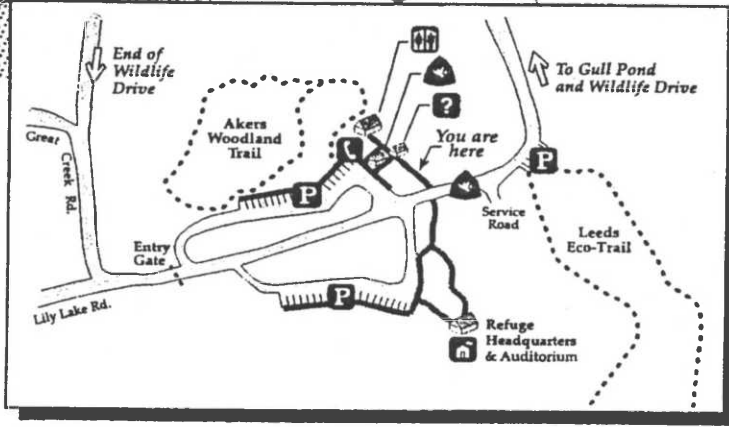 End of
Wildlife
Drive
To Gull Pond
and Wildlife Drive
?
Akers
Woodland
Trail
You are
here
Great
Creek Rd.
P
P
Service
Road
Leeds
Eco-Trail
Entry
Gate
P
Lily Lake Rd.
Refuge
Headquarters
& Auditorium